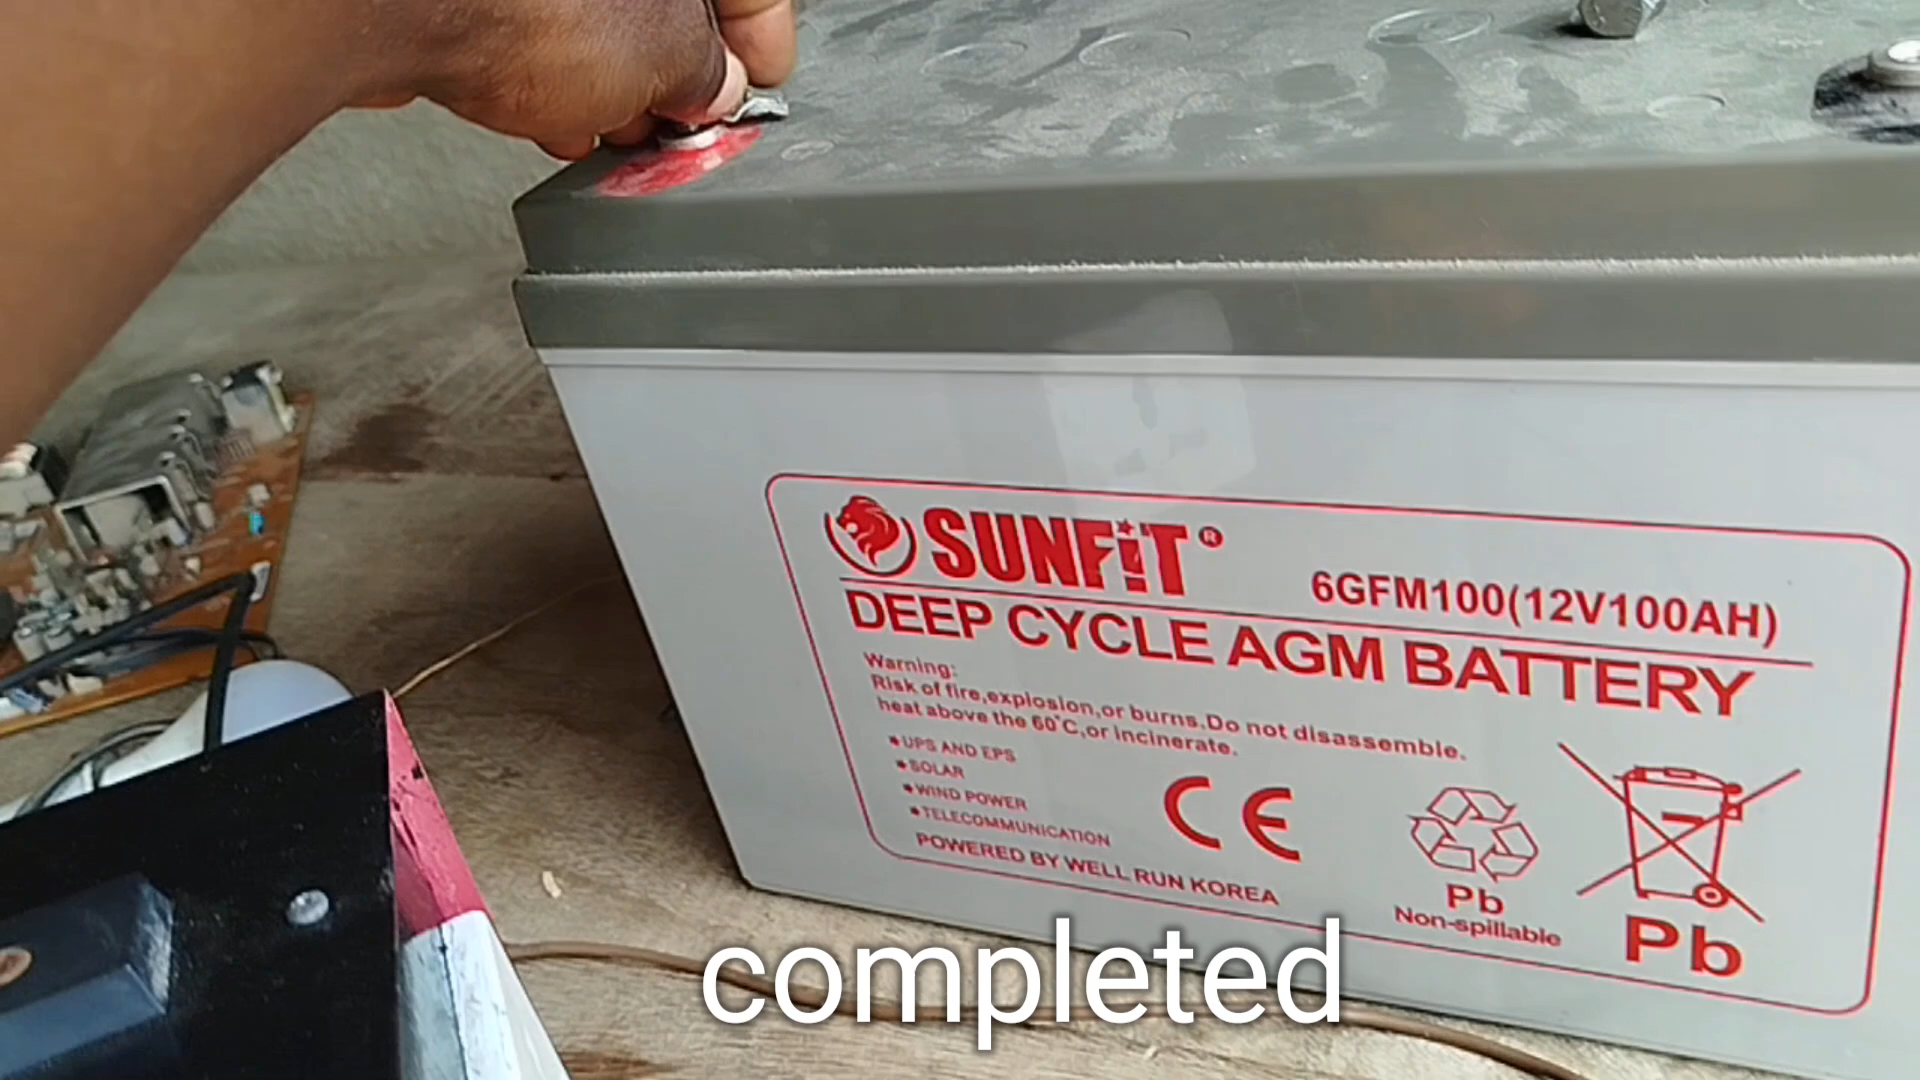 SUNFiT®
6GFM100(12V100AH)
DEEP CYCLE AGM BATTERY
Warning:
Risk of fire,explosion,or burns.Do not disassemble.
heat above the 60°C,or incinerate.
★UPS AND EPS
★SOLAR
★WIND POWER
★TELECOMMUNICATION
POWERED BY WELL RUN KOREA
CE
Pb
Non-spillable
Pb
completed